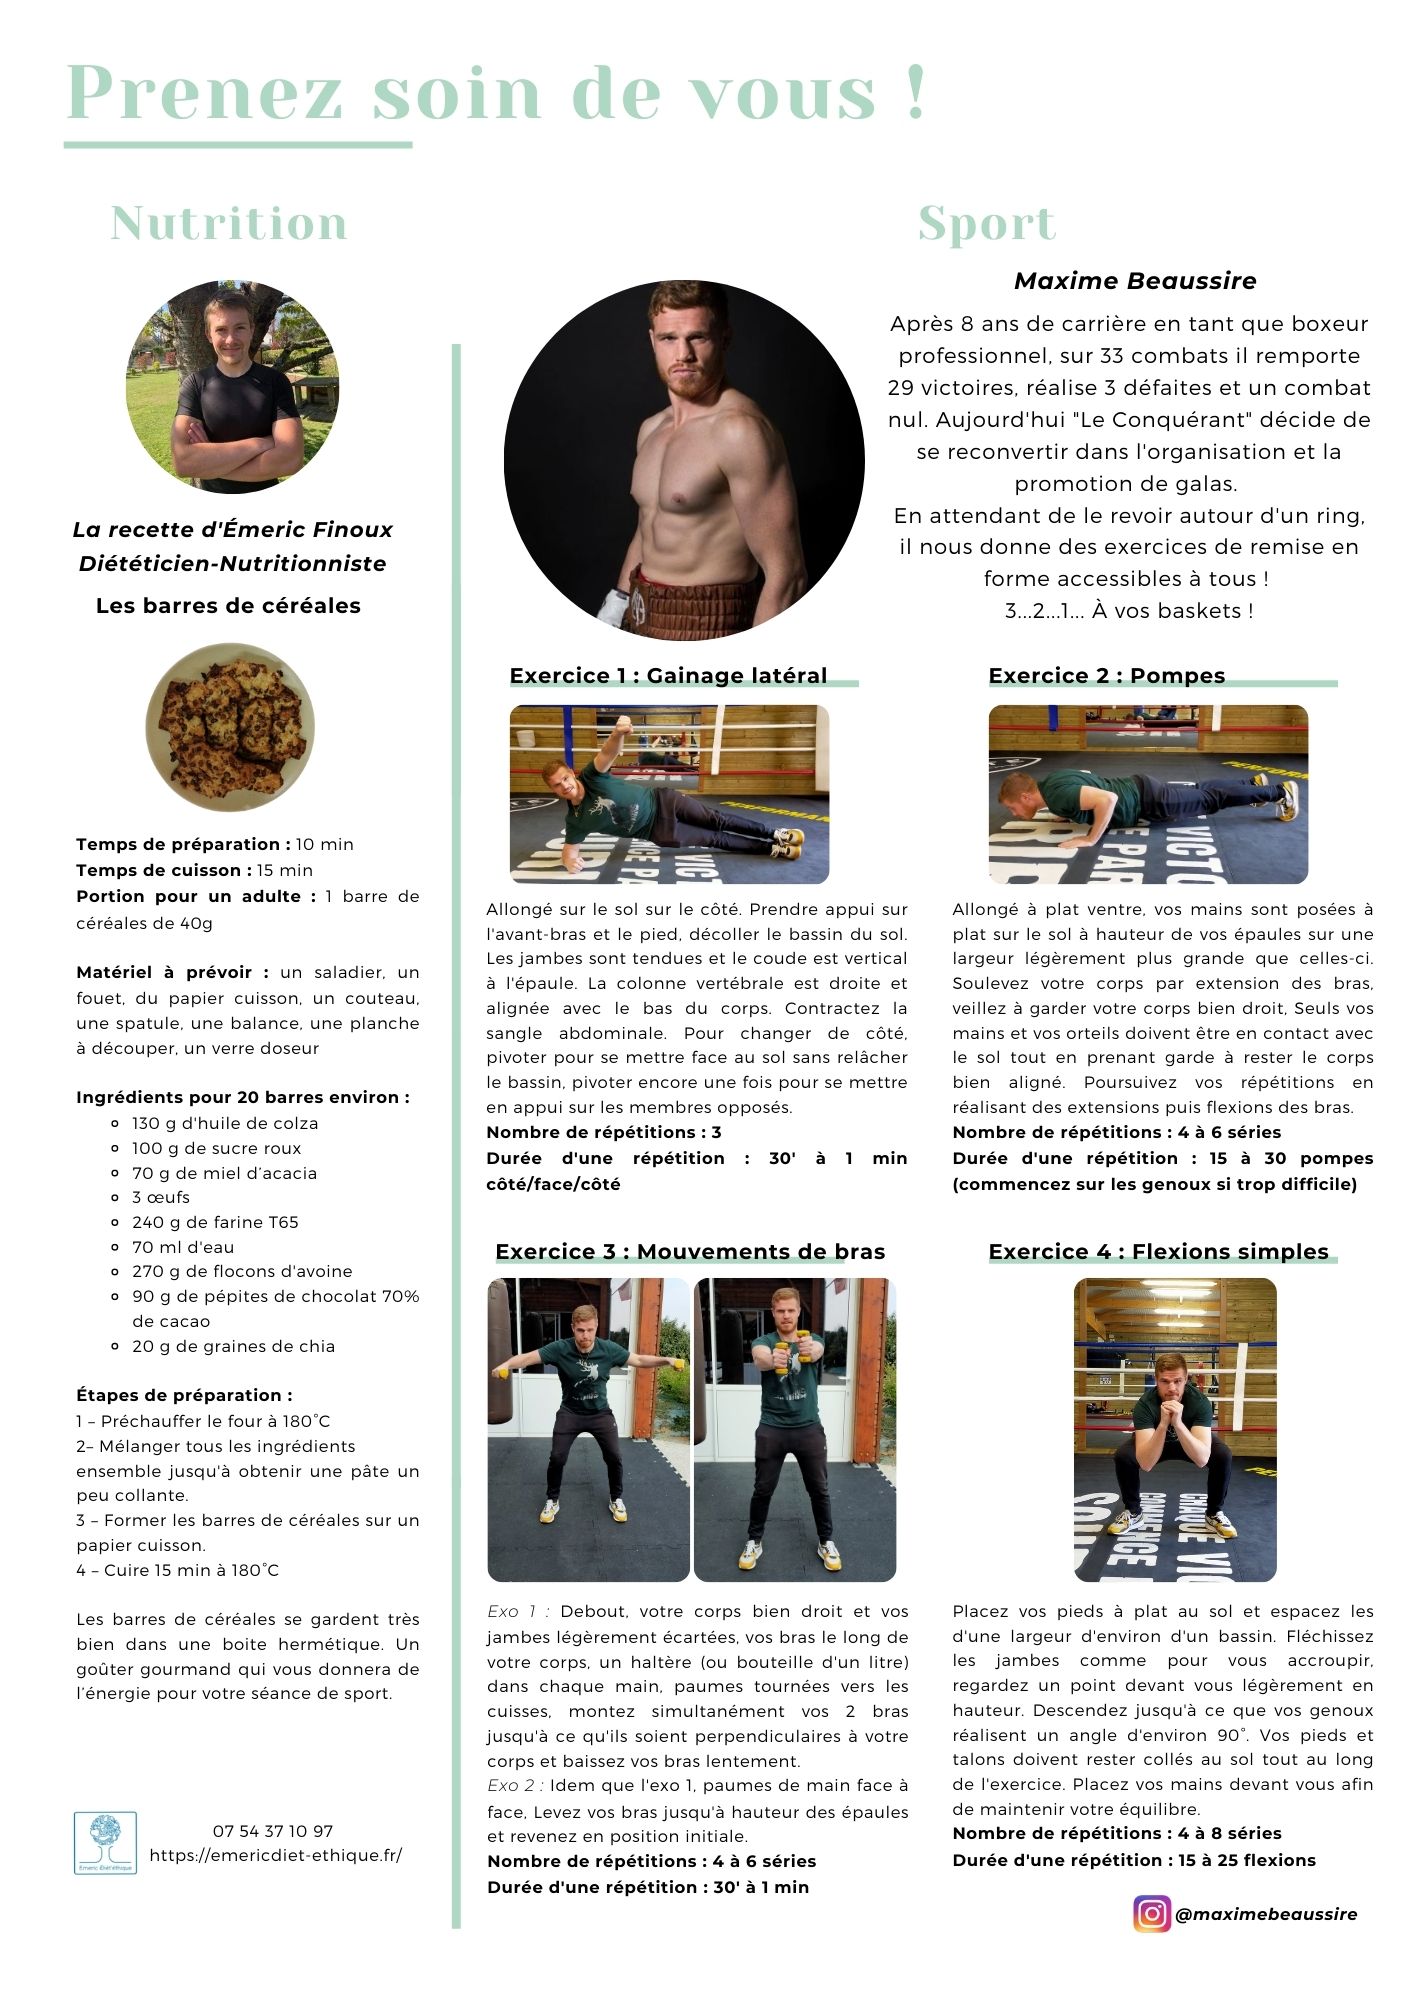 Prenez soin de vous !
Nutrition
La recette d'Émeric Finoux
Diététicien-Nutritionniste
Les barres de céréales
Temps de préparation : 10 min
Temps de cuisson : 15 min
Portion pour un adulte : 1 barre de
céréales de 40g
Matériel à prévoir : un saladier, un
fouet, du papier cuisson, un couteau,
une spatule, une balance, une planche
à découper, un verre doseur
Ingrédients pour 20 barres environ :
130 g d'huile de colza
100 g de sucre roux
70 g de miel d’acacia
3 œufs
240 g de farine T65
70 ml d'eau
270 g de flocons d'avoine
90 g de pépites de chocolat 70%
de cacao
20 g de graines de chia
Étapes de préparation :
1 – Préchauffer le four à 180°C
2– Mélanger tous les ingrédients
ensemble jusqu'à obtenir une pâte un
peu collante.
3 – Former les barres de céréales sur un
papier cuisson.
4 – Cuire 15 min à 180°C
Les barres de céréales se gardent très
bien dans une boite hermétique. Un
goûter gourmand qui vous donnera de
l’énergie pour votre séance de sport.
Emeric diét'éthique
07 54 37 10 97
https://emericdiet-ethique.fr/
Sport
Maxime Beaussire
Après 8 ans de carrière en tant que boxeur
professionnel, sur 33 combats il remporte
29 victoires, réalise 3 défaites et un combat
nul. Aujourd'hui "Le Conquérant" décide de
se reconvertir dans l'organisation et la
promotion de galas.
En attendant de le revoir autour d'un ring,
il nous donne des exercices de remise en
forme accessibles à tous !
3...2...1... À vos baskets !
Exercice 1 : Gainage latéral
PERFORMAN
Allongé sur le sol sur le côté. Prendre appui sur
l'avant-bras et le pied, décoller le bassin du sol.
Les jambes sont tendues et le coude est vertical
à l'épaule. La colonne vertébrale est droite et
alignée avec le bas du corps. Contractez la
sangle abdominale. Pour changer de côté,
pivoter pour se mettre face au sol sans relâcher
le bassin, pivoter encore une fois pour se mettre
en appui sur les membres opposés.
Nombre de répétitions : 3
Durée d'une répétition : 30' à 1 min
côté/face/côté
Exercice 2 : Pompes
PERFORMA
VICTO
Allongé à plat ventre, vos mains sont posées à
plat sur le sol à hauteur de vos épaules sur une
largeur légèrement plus grande que celles-ci.
Soulevez votre corps par extension des bras,
veillez à garder votre corps bien droit, Seuls vos
mains et vos orteils doivent être en contact avec
le sol tout en prenant garde à rester le corps
bien aligné. Poursuivez vos répétitions en
réalisant des extensions puis flexions des bras.
Nombre de répétitions : 4 à 6 séries
Durée d'une répétition : 15 à 30 pompes
(commencez sur les genoux si trop difficile)
Exercice 3 : Mouvements de bras
Exo 1 : Debout, votre corps bien droit et vos
jambes légèrement écartées, vos bras le long de
votre corps, un haltère (ou bouteille d'un litre)
dans chaque main, paumes tournées vers les
cuisses, montez simultanément vos 2 bras
jusqu'à ce qu'ils soient perpendiculaires à votre
corps et baissez vos bras lentement.
Exo 2 : Idem que l'exo 1, paumes de main face à
face, Levez vos bras jusqu'à hauteur des épaules
et revenez en position initiale.
Nombre de répétitions : 4 à 6 séries
Durée d'une répétition : 30' à 1 min
Exercice 4 : Flexions simples
CHAQUE VIC
COMMENCE
Placez vos pieds à plat au sol et espacez les
d'une largeur d'environ d'un bassin. Fléchissez
les jambes comme pour vous accroupir,
regardez un point devant vous légèrement en
hauteur. Descendez jusqu'à ce que vos genoux
réalisent un angle d'environ 90°. Vos pieds et
talons doivent rester collés au sol tout au long
de l'exercice. Placez vos mains devant vous afin
de maintenir votre équilibre.
Nombre de répétitions : 4 à 8 séries
Durée d'une répétition : 15 à 25 flexions
@maximebeaussire